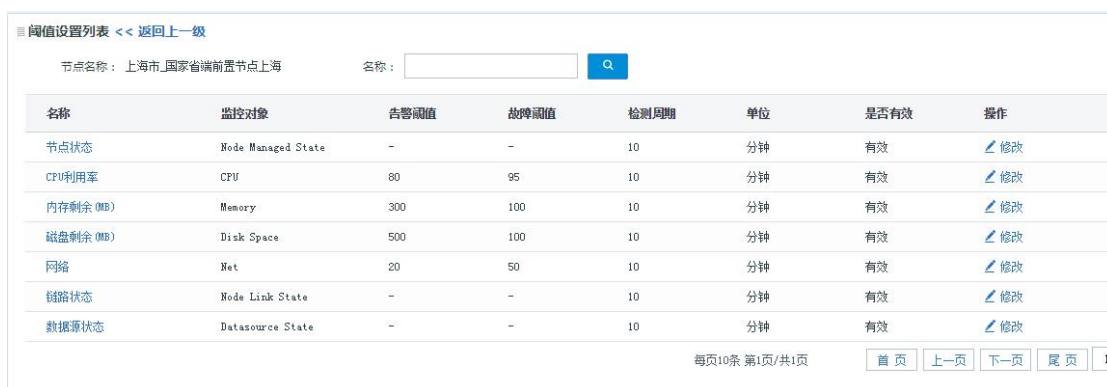 阈值设置列表 << 返回上一级
节点名称： 上海市_国家省端前置节点上海 名称：
名称 监控对象 告警阈值 故障阈值 检测周期 单位 是否有效 操作
节点状态 Node Managed State - - 10 分钟 有效 修改
CPU利用率 CPU 80 95 10 分钟 有效 修改
内存剩余(MB) Memory 300 100 10 分钟 有效 修改
磁盘剩余(MB) Disk Space 500 100 10 分钟 有效 修改
网络 Net 20 50 10 分钟 有效 修改
链路状态 Node Link State - - 10 分钟 有效 修改
数据源状态 Datasource State - - 10 分钟 有效 修改
每页10条 第1页/共1页 首 页 上一页 下一页 尾 页 1